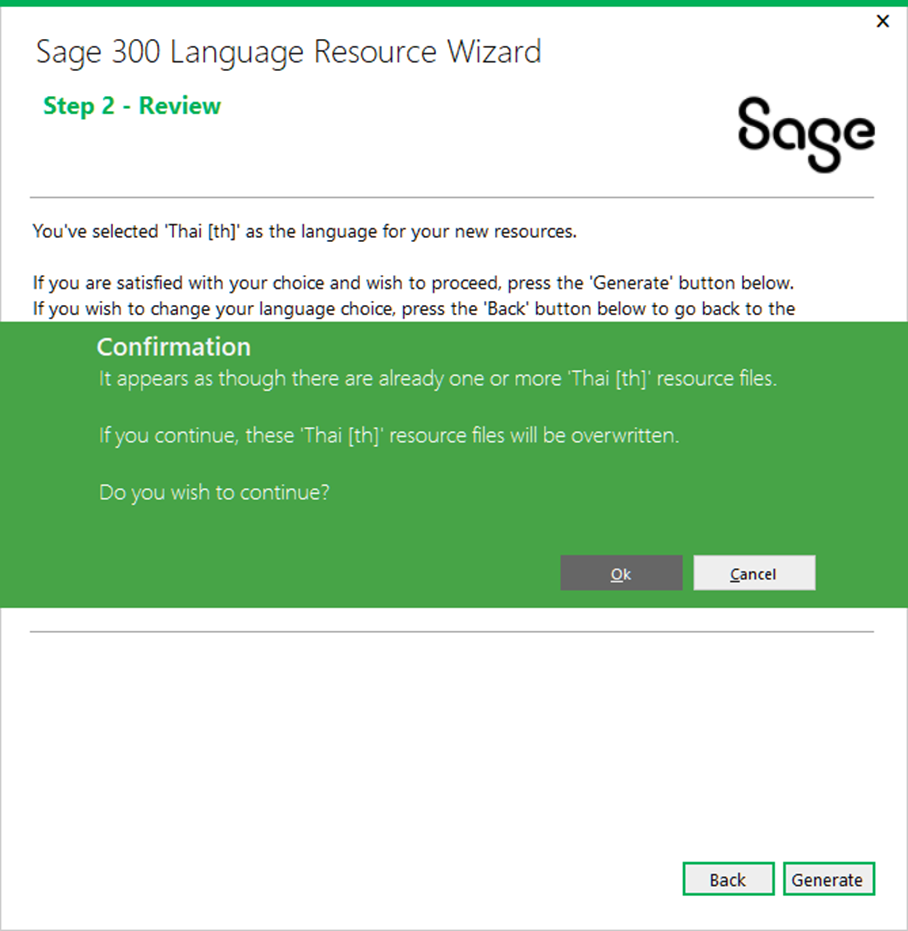 ×
Sage 300 Language Resource Wizard
Step 2 - Review
Sage
You've selected 'Thai [th]' as the language for your new resources.
If you are satisfied with your choice and wish to proceed, press the 'Generate' button below.
If you wish to change your language choice, press the 'Back' button below to go back to the
Confirmation
It appears as though there are already one or more 'Thai [th]' resource files.
If you continue, these 'Thai [th]' resource files will be overwritten.
Do you wish to continue?
Ok Cancel
Back Generate